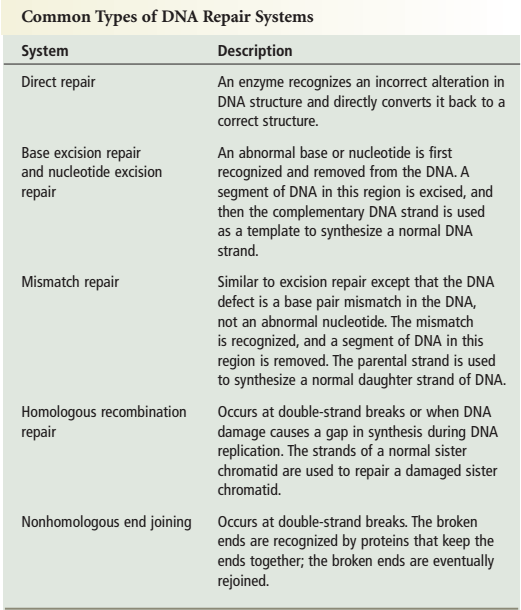 Common Types of DNA Repair Systems
System Description
Direct repair An enzyme recognizes an incorrect alteration in
DNA structure and directly converts it back to a
correct structure.
Base excision repair An abnormal base or nucleotide is first
and nucleotide excision recognized and removed from the DNA. A
repair segment of DNA in this region is excised, and
then the complementary DNA strand is used
as a template to synthesize a normal DNA
strand.
Mismatch repair Similar to excision repair except that the DNA
defect is a base pair mismatch in the DNA,
not an abnormal nucleotide. The mismatch
is recognized, and a segment of DNA in this
region is removed. The parental strand is used
to synthesize a normal daughter strand of DNA.
Homologous recombination Occurs at double-strand breaks or when DNA
repair damage causes a gap in synthesis during DNA
replication. The strands of a normal sister
chromatid are used to repair a damaged sister
chromatid.
Nonhomologous end joining Occurs at double-strand breaks. The broken
ends are recognized by proteins that keep the
ends together; the broken ends are eventually
rejoined.